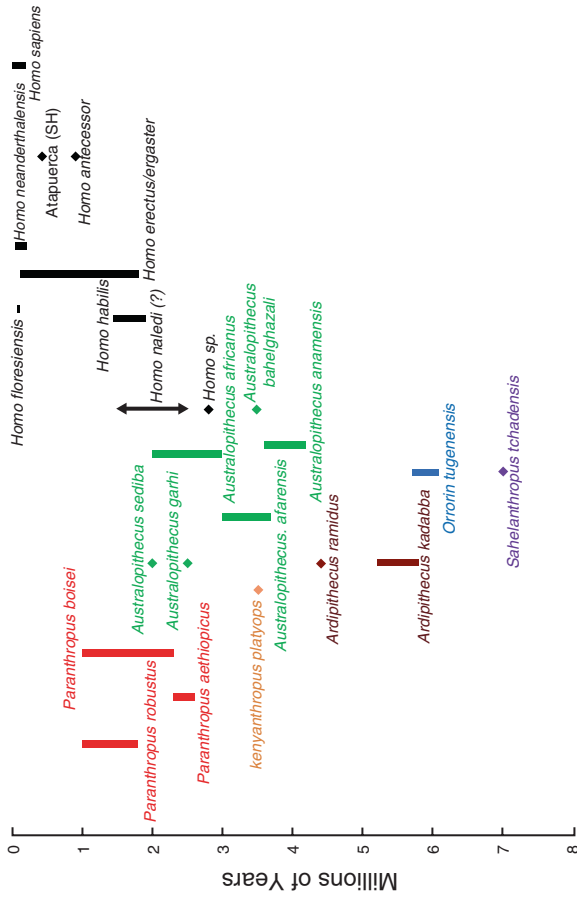 Homo floresiensis
Homo neanderthalensis
Homo sapiens
Atapuerca (SH)
Homo antecessor
Homo erectus/ergaster
Homo habilis
Homo naledi (?)
Homo sp.
Australopithecus
bahelghazali
Australopithecus africanus
Australopithecus anamensis
Australopithecus sediba
Australopithecus garhi
Australopithecus. afarensis
Paranthropus boisei
Paranthropus robustus
Paranthropus aethiopicus
kenyanthropus platyops
Ardipithecus ramidus
Ardipithecus kadabba
Orrorin tugenensis
Sahelanthropus tchadensis
0
1
2
3
4
5
6
7
8
Millions of Years